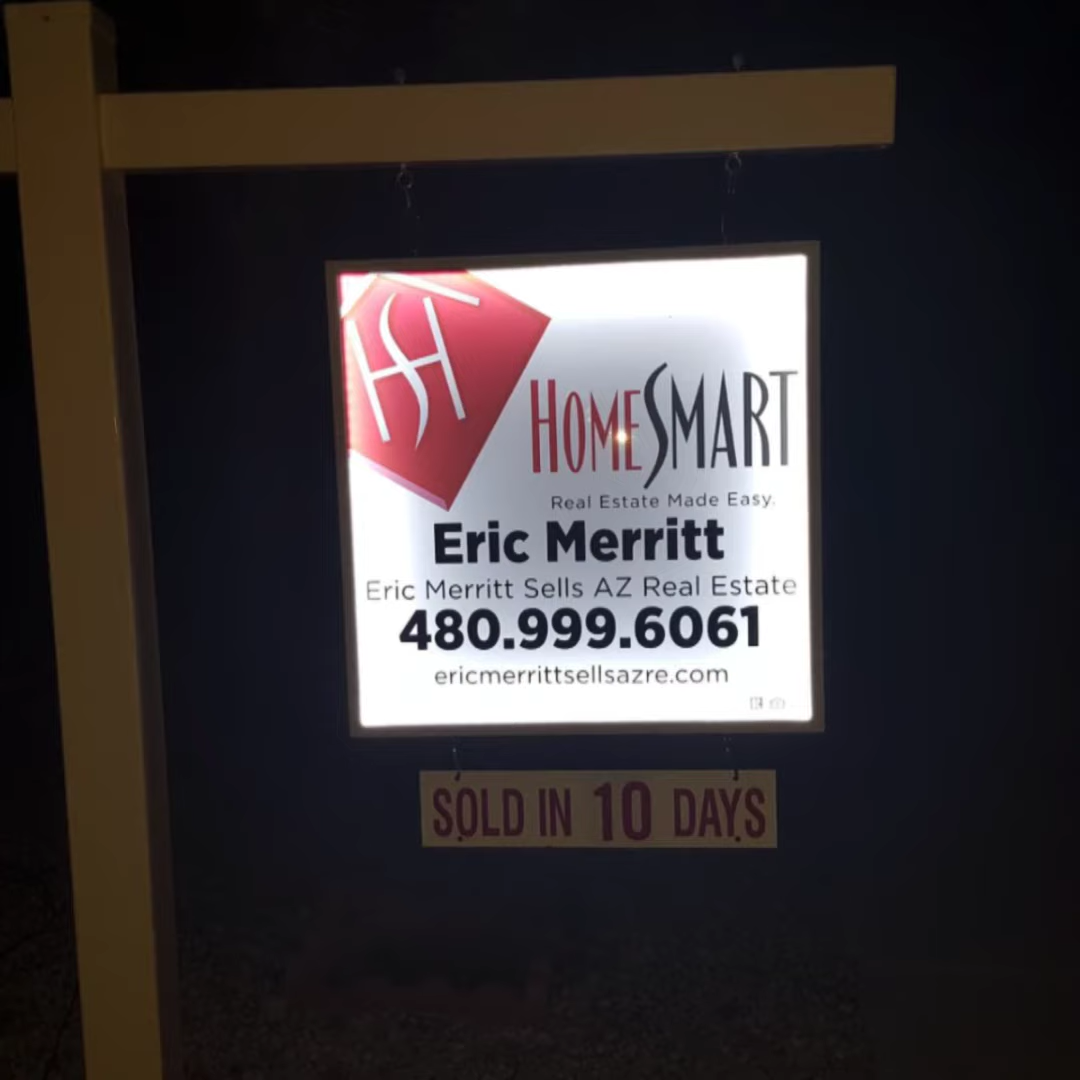 HS
HOMESMART
Real Estate Made Easy.
Eric Merritt
Eric Merritt Sells AZ Real Estate
480.999.6061
ericmerrittsellsazre.com
SOLD IN 10 DAYS